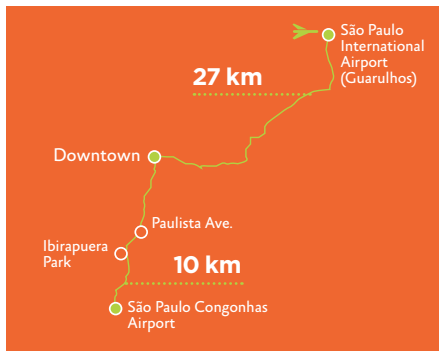 São Paulo
International
Airport
(Guarulhos)
27 km
Downtown
Paulista Ave.
Ibirapuera
Park
10 km
São Paulo Congonhas
Airport